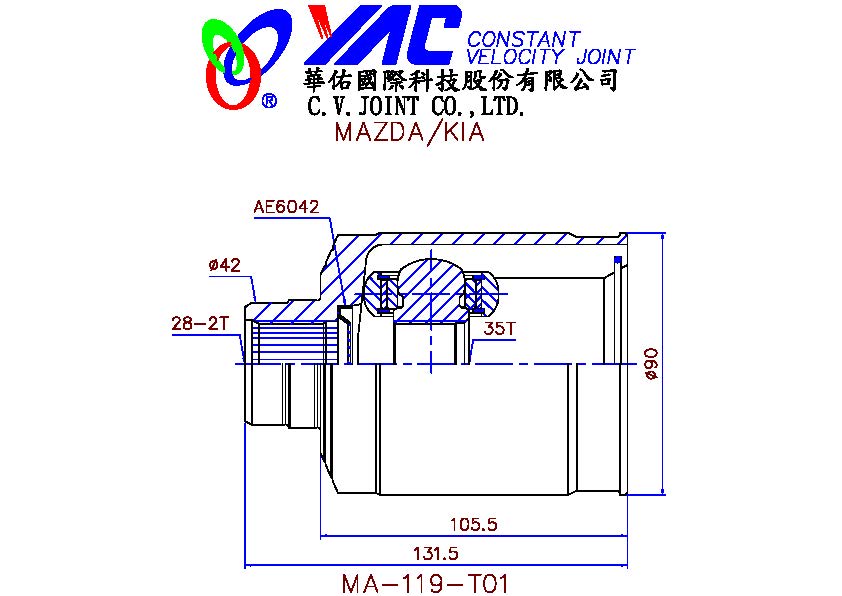 YAC CONSTANT
VELOCITY JOINT
®
華佑國際科技股份有限公司
C.V.JOINT CO.,LTD.
MAZDA/KIA
AE6042
ø42
28-2T
35T
ø90
105.5
131.5
MA-119-T01